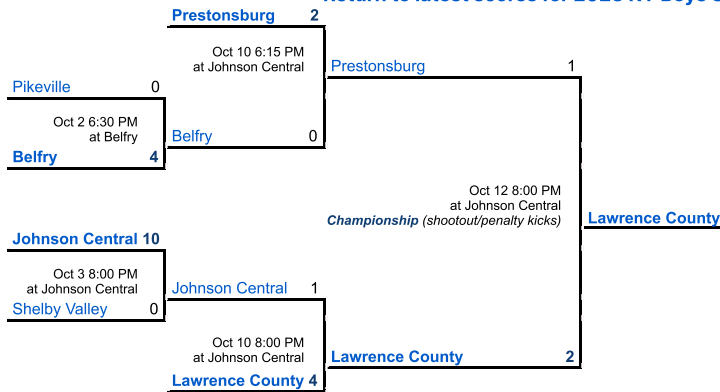 Prestonsburg 2
Oct 10 6:15 PM
at Johnson Central
Prestonsburg 1
Pikeville 0
Oct 2 6:30 PM
at Belfry
Belfry 0
Belfry 4
Oct 12 8:00 PM
at Johnson Central
Championship (shootout/penalty kicks)
Lawrence County
Johnson Central 10
Oct 3 8:00 PM
at Johnson Central
Johnson Central 1
Shelby Valley 0
Oct 10 8:00 PM
at Johnson Central
Lawrence County 2
Lawrence County 4